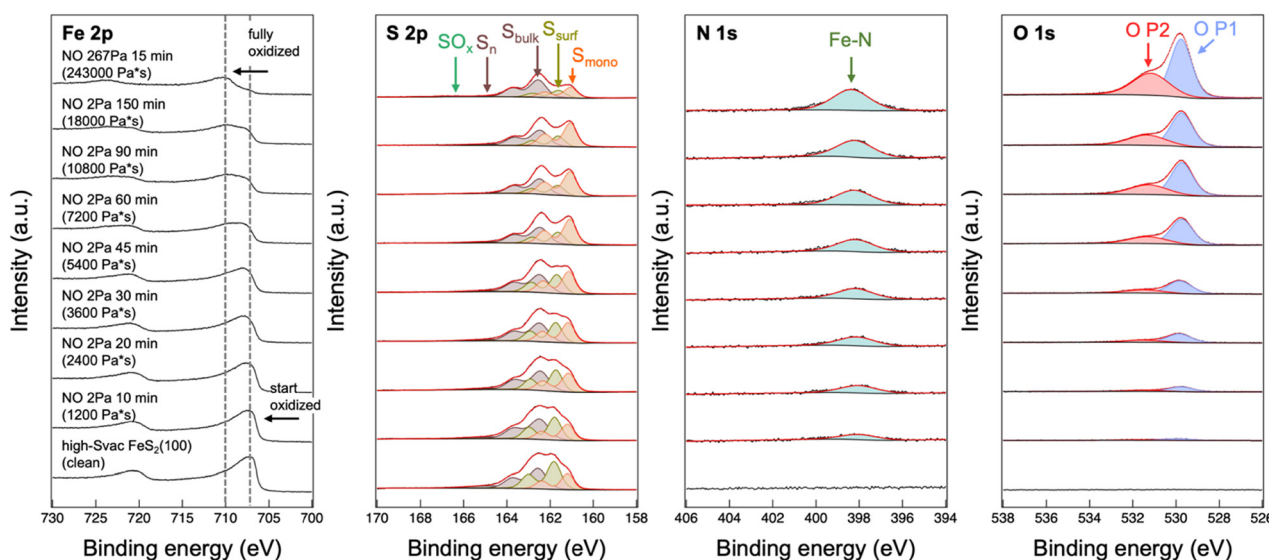 Fe 2p
fully
oxidized
NO 267Pa 15 min
(243000 Pa*s)
NO 2Pa 150 min
(18000 Pa*s)
NO 2Pa 90 min
(10800 Pa*s)
NO 2Pa 60 min
(7200 Pa*s)
NO 2Pa 45 min
(5400 Pa*s)
NO 2Pa 30 min
(3600 Pa*s)
NO 2Pa 20 min
(2400 Pa*s)
NO 2Pa 10 min
(1200 Pa*s)
start
oxidized
high-Svac FeS₂(100)
(clean)
Intensity (a.u.)
730 725 720 715 710 705 700
Binding energy (eV)
S 2p
SOₓ
Sₙ
S_bulk
S_surf
S_mono
Intensity (a.u.)
170 168 166 164 162 160 158
Binding energy (eV)
N 1s
Fe-N
Intensity (a.u.)
406 404 402 400 398 396 394
Binding energy (eV)
O 1s
O P2
O P1
Intensity (a.u.)
538 536 534 532 530 528 526
Binding energy (eV)